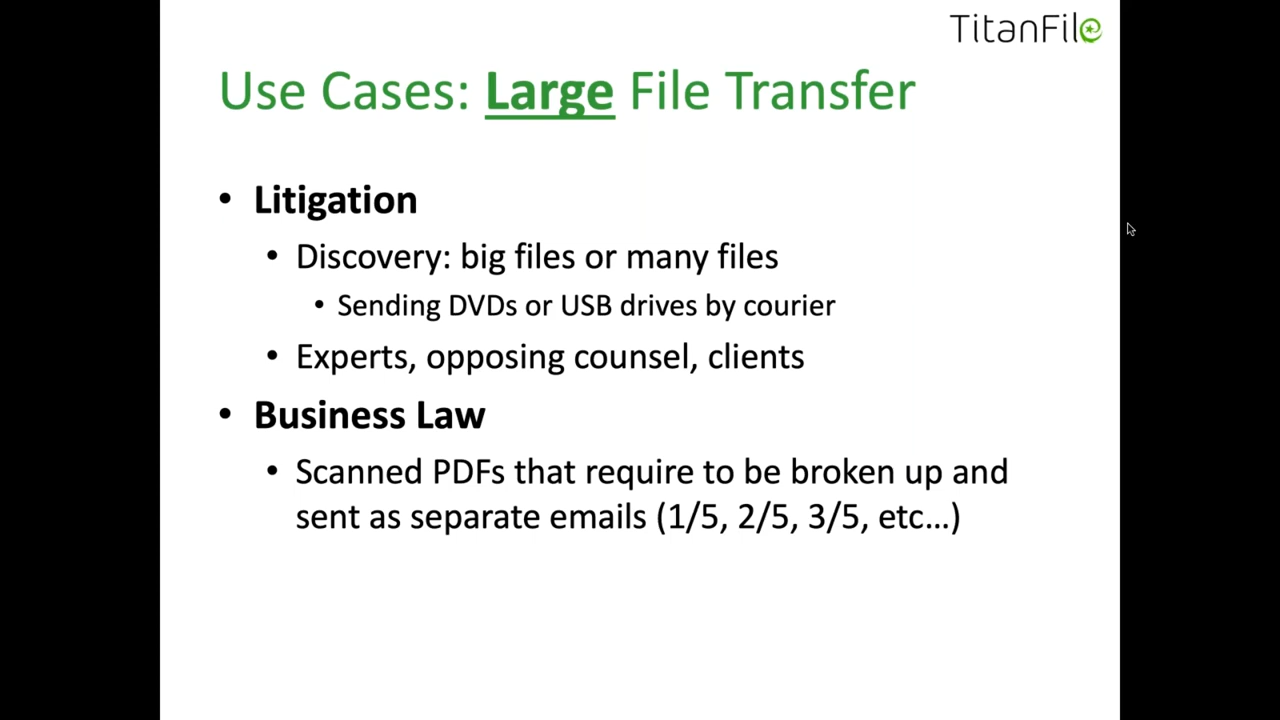 TitanFile
Use Cases: Large File Transfer
• Litigation
• Discovery: big files or many files
• Sending DVDs or USB drives by courier
• Experts, opposing counsel, clients
• Business Law
• Scanned PDFs that require to be broken up and
sent as separate emails (1/5, 2/5, 3/5, etc...)